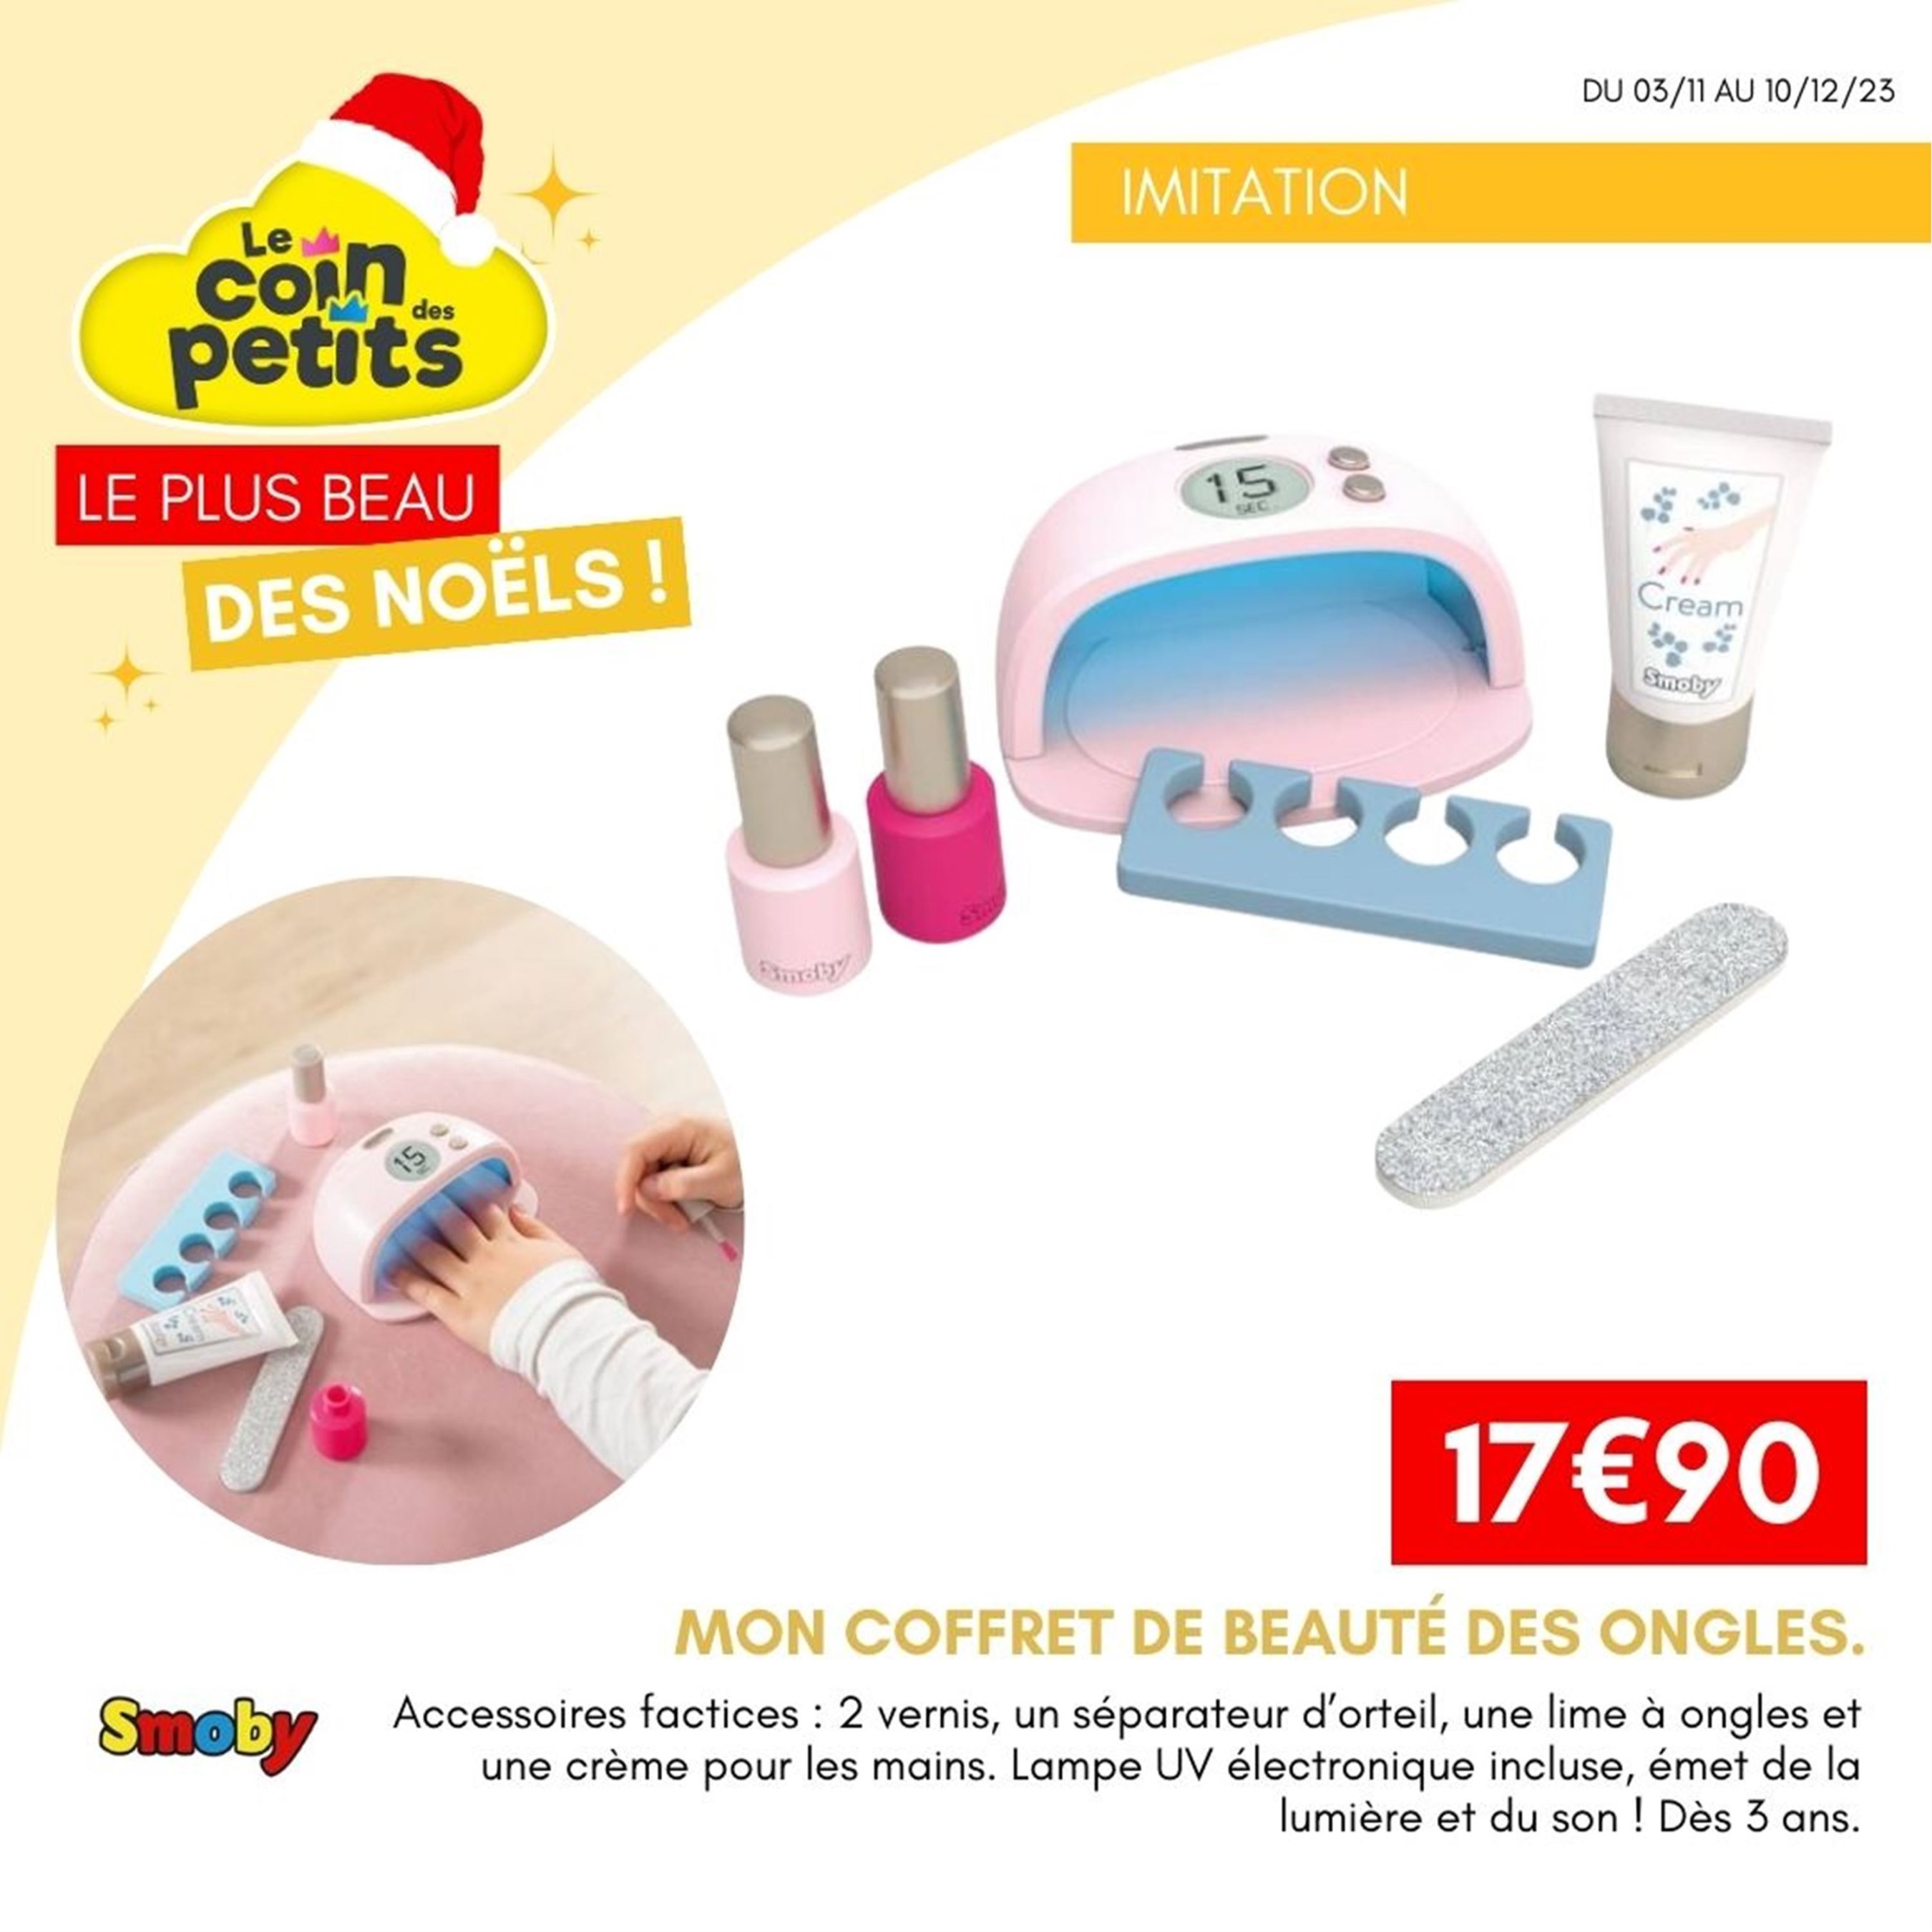 DU 03/11 AU 10/12/23
IMITATION
Le
coin
des
petits
LE PLUS BEAU
DES NOËLS !
15
SEC
Cream
Smoby
Smoby
15
17€90
MON COFFRET DE BEAUTÉ DES ONGLES.
Smoby
Accessoires factices : 2 vernis, un séparateur d'orteil, une lime à ongles et
une crème pour les mains. Lampe UV électronique incluse, émet de la
lumière et du son ! Dès 3 ans.